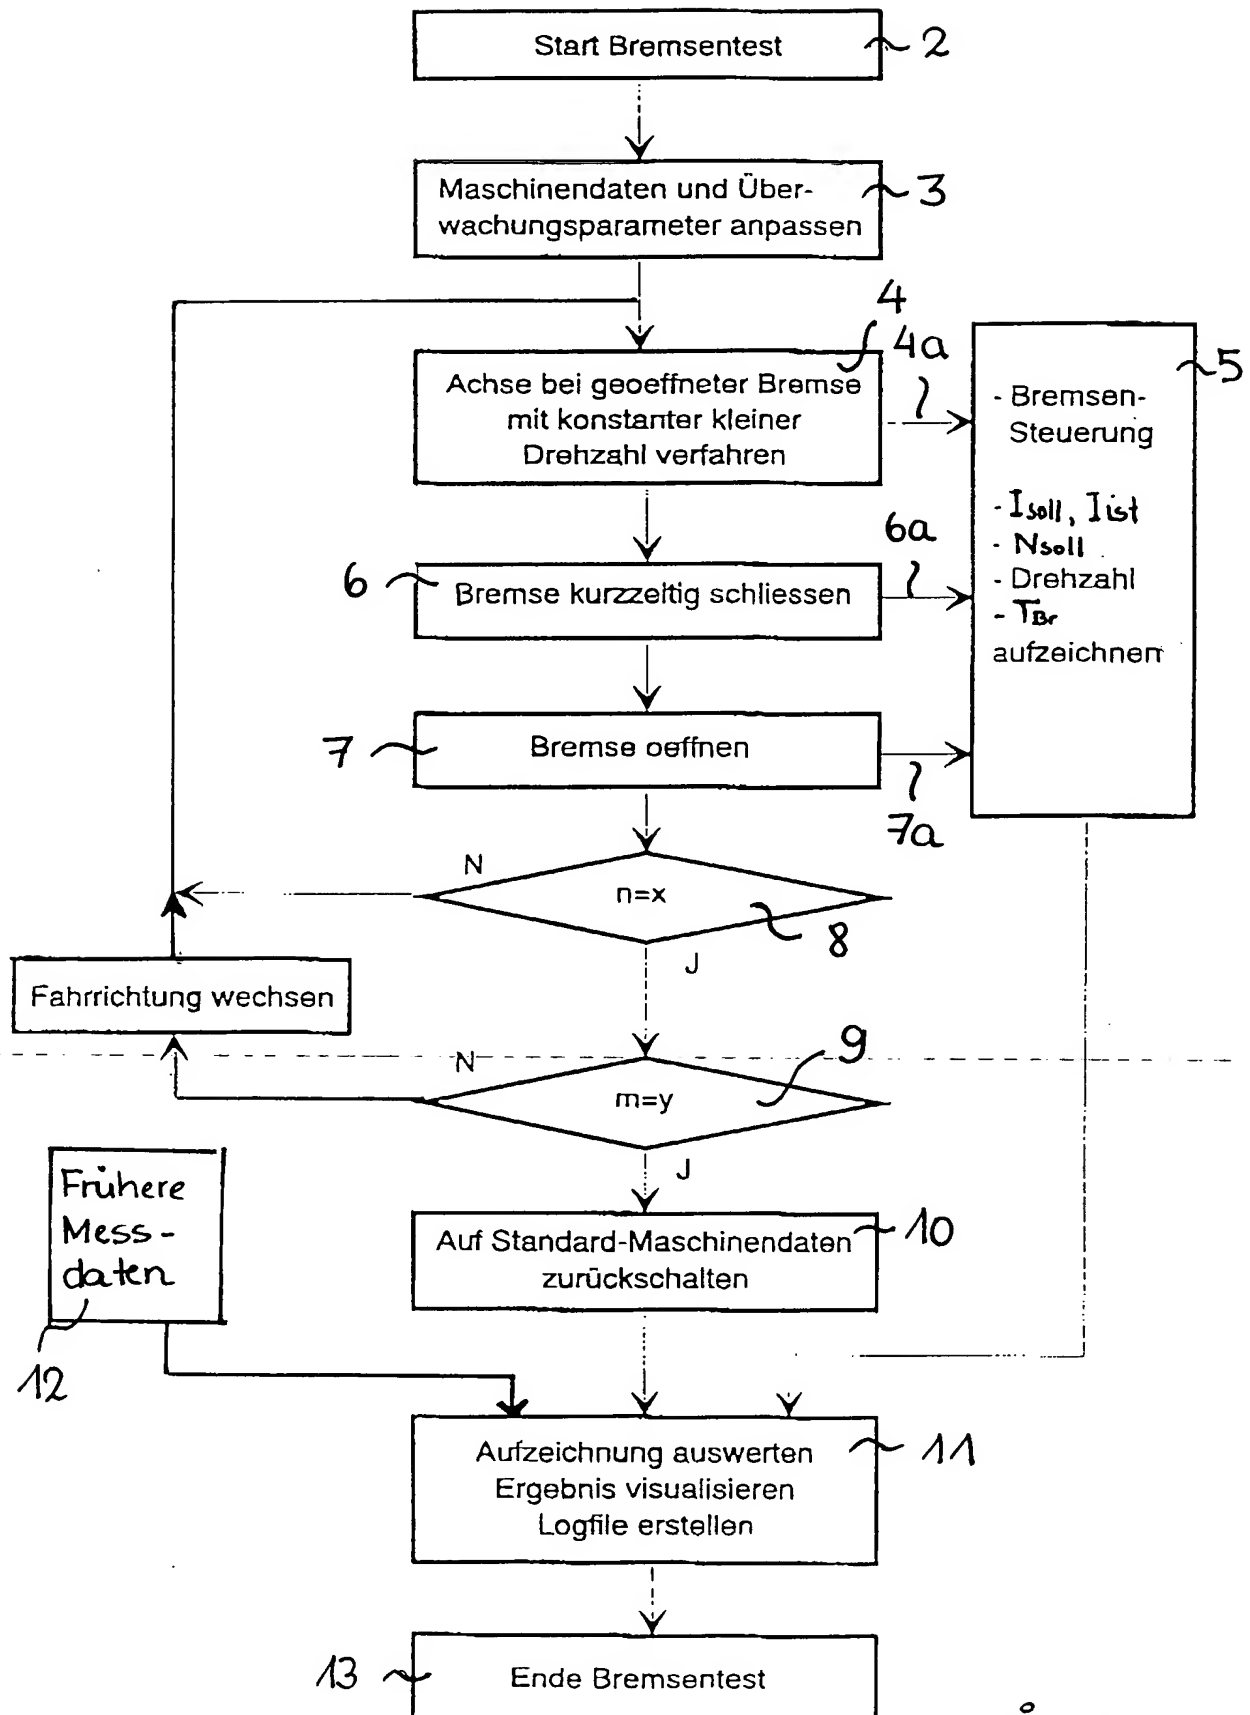 Start Bremsentest
2
Maschinendaten und Über-
wachungsparameter anpassen
3
4
Achse bei geoeffneter Bremse
mit konstanter kleiner
Drehzahl verfahren
4a
5
- Bremsen-
Steuerung
- Isoll, Iist
- Nsoll
- Drehzahl
- TBr
aufzeichnen
6
Bremse kurzzeitig schliessen
6a
7
Bremse oeffnen
7a
N
n=x
8
J
Fahrrichtung wechsen
N
m=y
9
J
Frühere
Mess-
daten
12
Auf Standard-Maschinendaten
zurückschalten
10
Aufzeichnung auswerten
Ergebnis visualisieren
Logfile erstellen
11
13
Ende Bremsentest